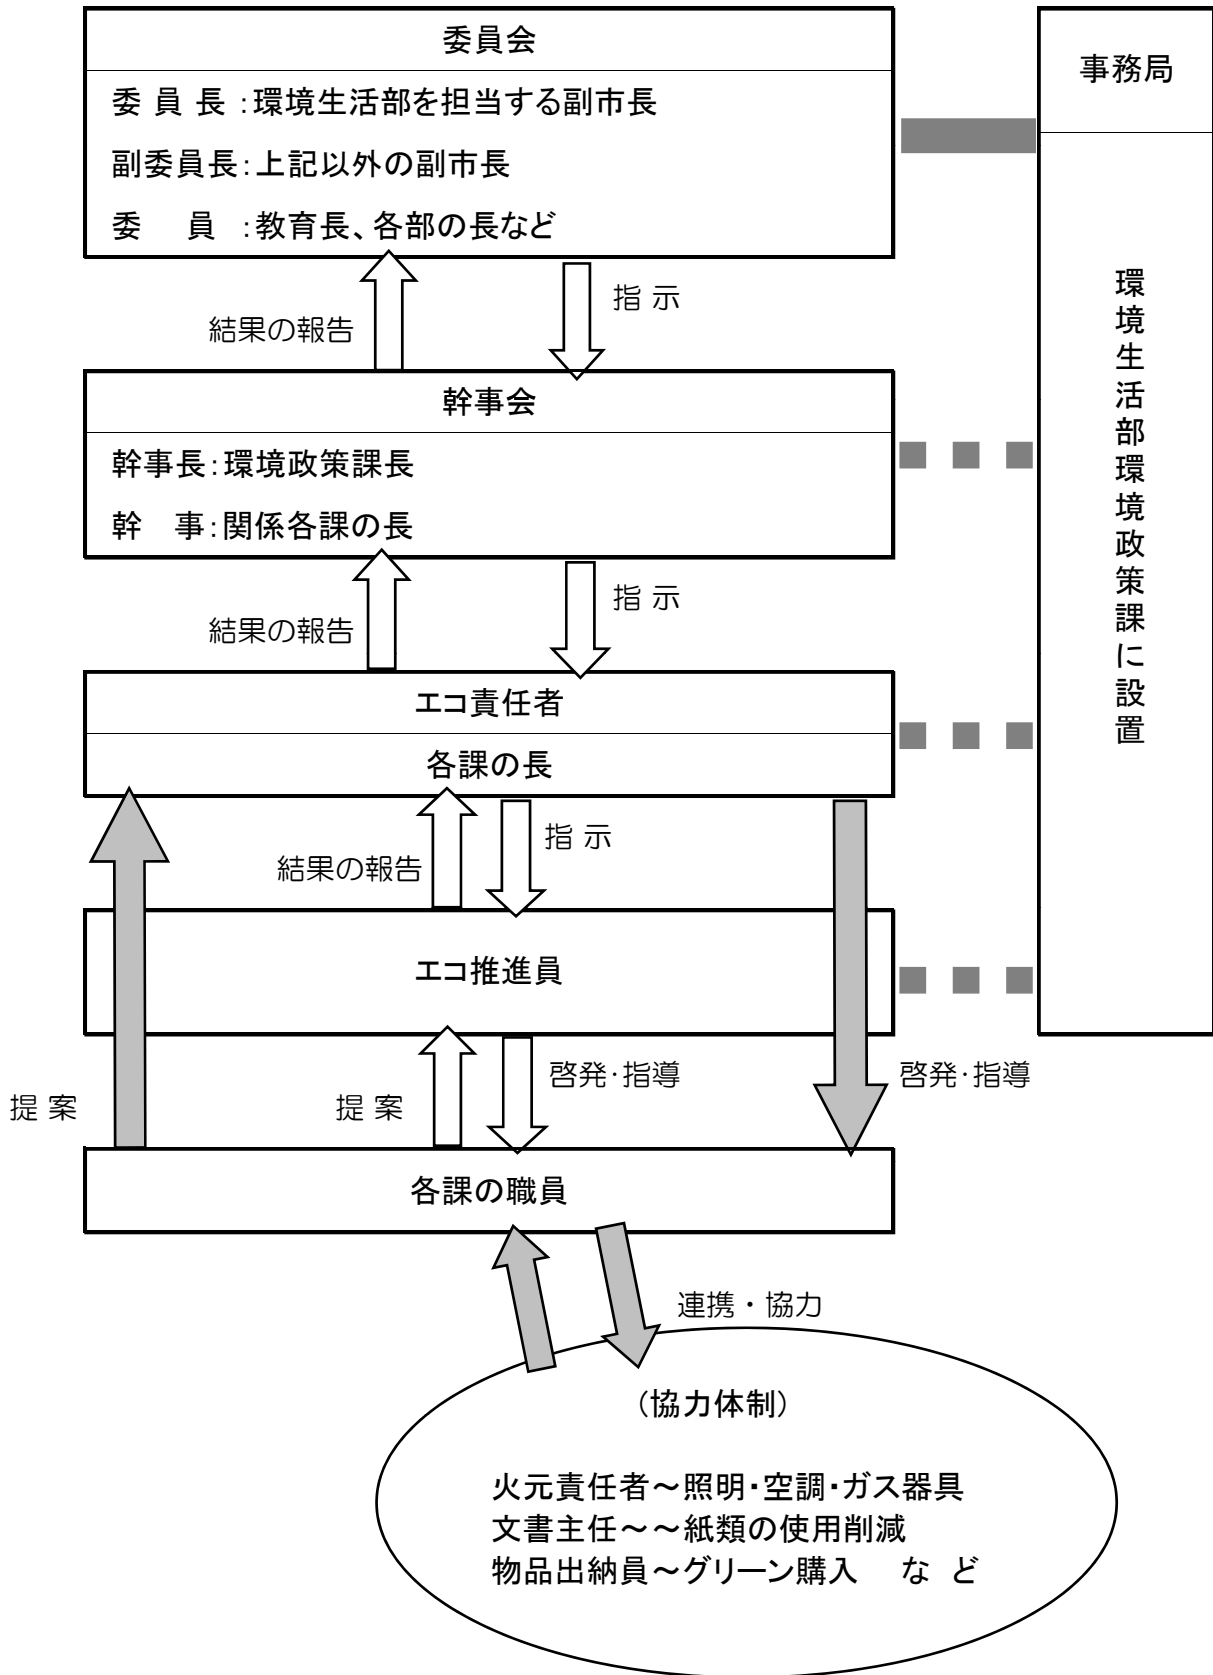 委員会
委 員 長 ：環境生活部を担当する副市長
副委員長：上記以外の副市長
委　員 ：教育長、各部の長など
事務局
環境生活部環境政策課に設置
結果の報告
指 示
幹事会
幹事長：環境政策課長
幹　事：関係各課の長
結果の報告
指 示
エコ責任者
各課の長
結果の報告
指 示
エコ推進員
提 案
提 案
啓発・指導
啓発・指導
各課の職員
連携・協力
（協力体制）
火元責任者～照明・空調・ガス器具
文書主任～～紙類の使用削減
物品出納員～グリーン購入　な ど